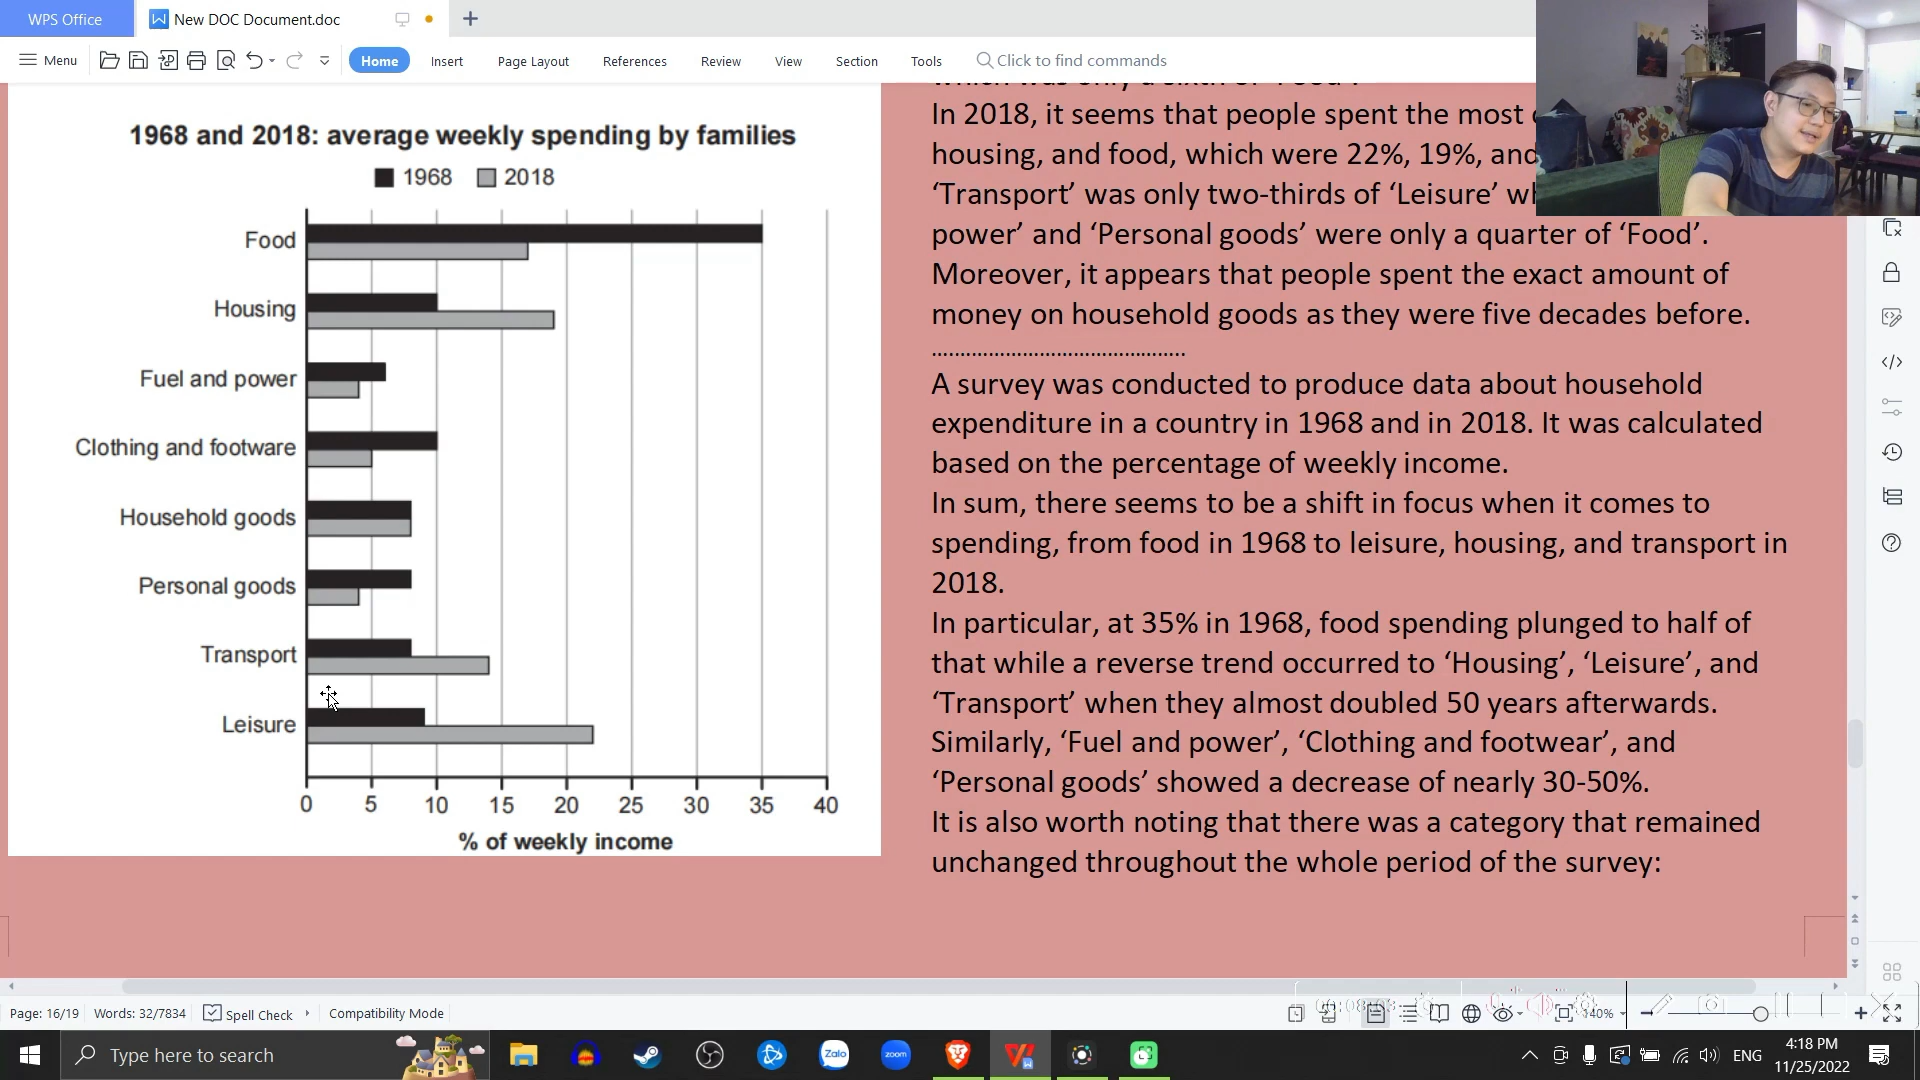 WPS Office
New DOC Document.doc
Menu
Home
Insert
Page Layout
References
Review
View
Section
Tools
Click to find commands
1968 and 2018: average weekly spending by families
1968
2018
Food
Housing
Fuel and power
Clothing and footware
Household goods
Personal goods
Transport
Leisure
0 5 10 15 20 25 30 35 40
% of weekly income
which was only a sixth of 'Food'.
In 2018, it seems that people spent the most
housing, and food, which were 22%, 19%, and
‘Transport’ was only two-thirds of ‘Leisure’
power’ and ‘Personal goods’ were only a quarter of ‘Food’.
Moreover, it appears that people spent the exact amount of
money on household goods as they were five decades before.
................................................
A survey was conducted to produce data about household
expenditure in a country in 1968 and in 2018. It was calculated
based on the percentage of weekly income.
In sum, there seems to be a shift in focus when it comes to
spending, from food in 1968 to leisure, housing, and transport in
2018.
In particular, at 35% in 1968, food spending plunged to half of
that while a reverse trend occurred to ‘Housing’, ‘Leisure’, and
‘Transport’ when they almost doubled 50 years afterwards.
Similarly, ‘Fuel and power’, ‘Clothing and footwear’, and
‘Personal goods’ showed a decrease of nearly 30-50%.
It is also worth noting that there was a category that remained
unchanged throughout the whole period of the survey:
Page: 16/19
Words: 32/7834
Spell Check
Compatibility Mode
140%
Type here to search
Zalo
zoom
ENG
4:18 PM
11/25/2022